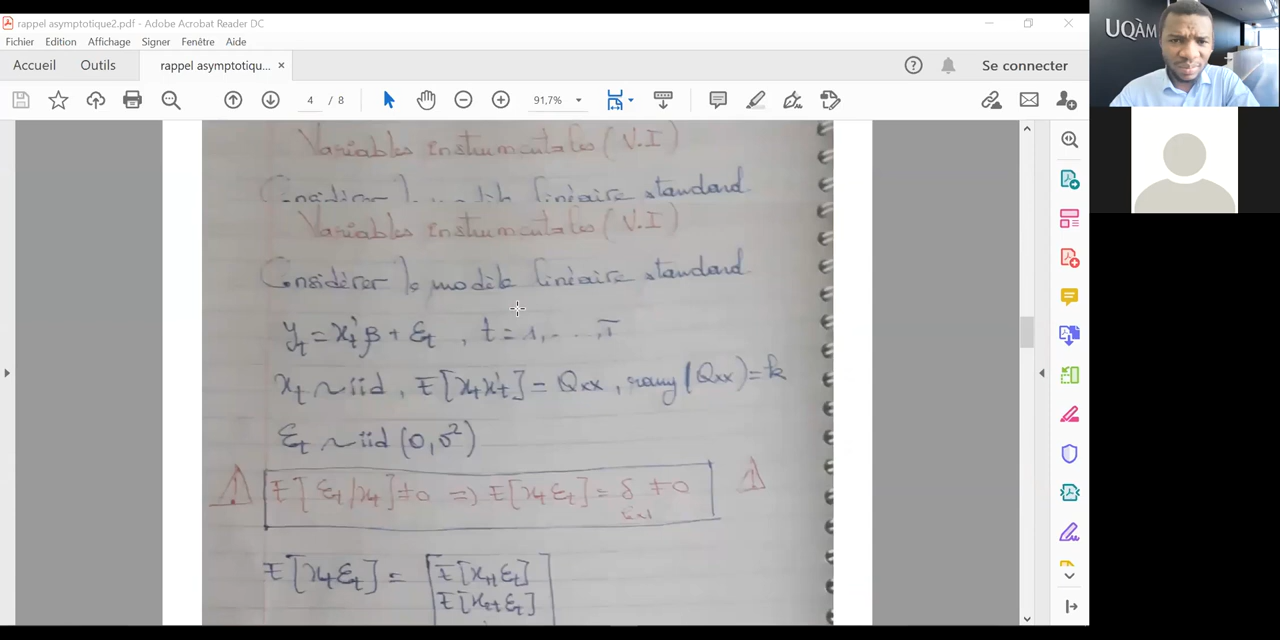 rappel asymptotique2.pdf - Adobe Acrobat Reader DC
Fichier Edition Affichage Signer Fenêtre Aide
Accueil Outils rappel asymptotiqu... ×
Se connecter
4 / 8 91,7%
UQÀM
Variables instrumentales (V.I)
Considérer le modèle linéaire standard
Variables instrumentales (V.I)
Considérer le modèle linéaire standard
yt = xt'β + εt , t = 1, ..., T
xt ~ iid , E[xt xt'] = Qxx , rang(Qxx) = k
εt ~ iid (0, σ²)
E[εt/xt] ≠ 0 => E[xt εt] = δ ≠ 0
E[xt εt] = E[x1t εt]
E[x2t εt]